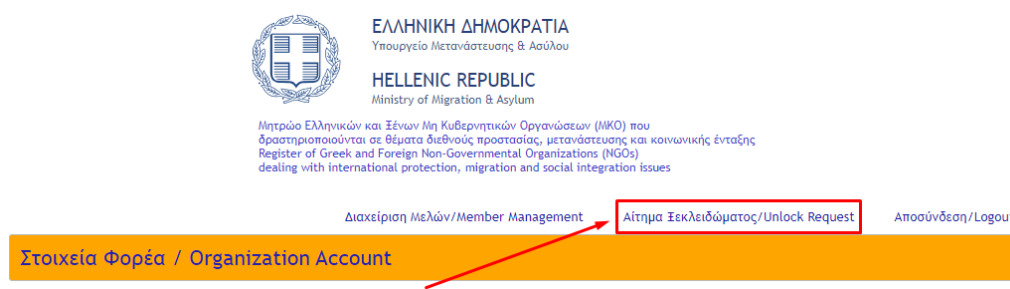 ΕΛΛΗΝΙΚΗ ΔΗΜΟΚΡΑΤΙΑ
Υπουργείο Μετανάστευσης & Ασύλου
HELLENIC REPUBLIC
Ministry of Migration & Asylum
Μητρώο Ελληνικών και Ξένων Μη Κυβερνητικών Οργανώσεων (ΜΚΟ) που
δραστηριοποιούνται σε θέματα διεθνούς προστασίας, μετανάστευσης και κοινωνικής ένταξης
Register of Greek and Foreign Non-Governmental Organizations (NGOs)
dealing with international protection, migration and social integration issues
Διαχείριση Μελών/Member Management Αίτημα Ξεκλειδώματος/Unlock Request Αποσύνδεση/Logou
Στοιχεία Φορέα / Organization Account